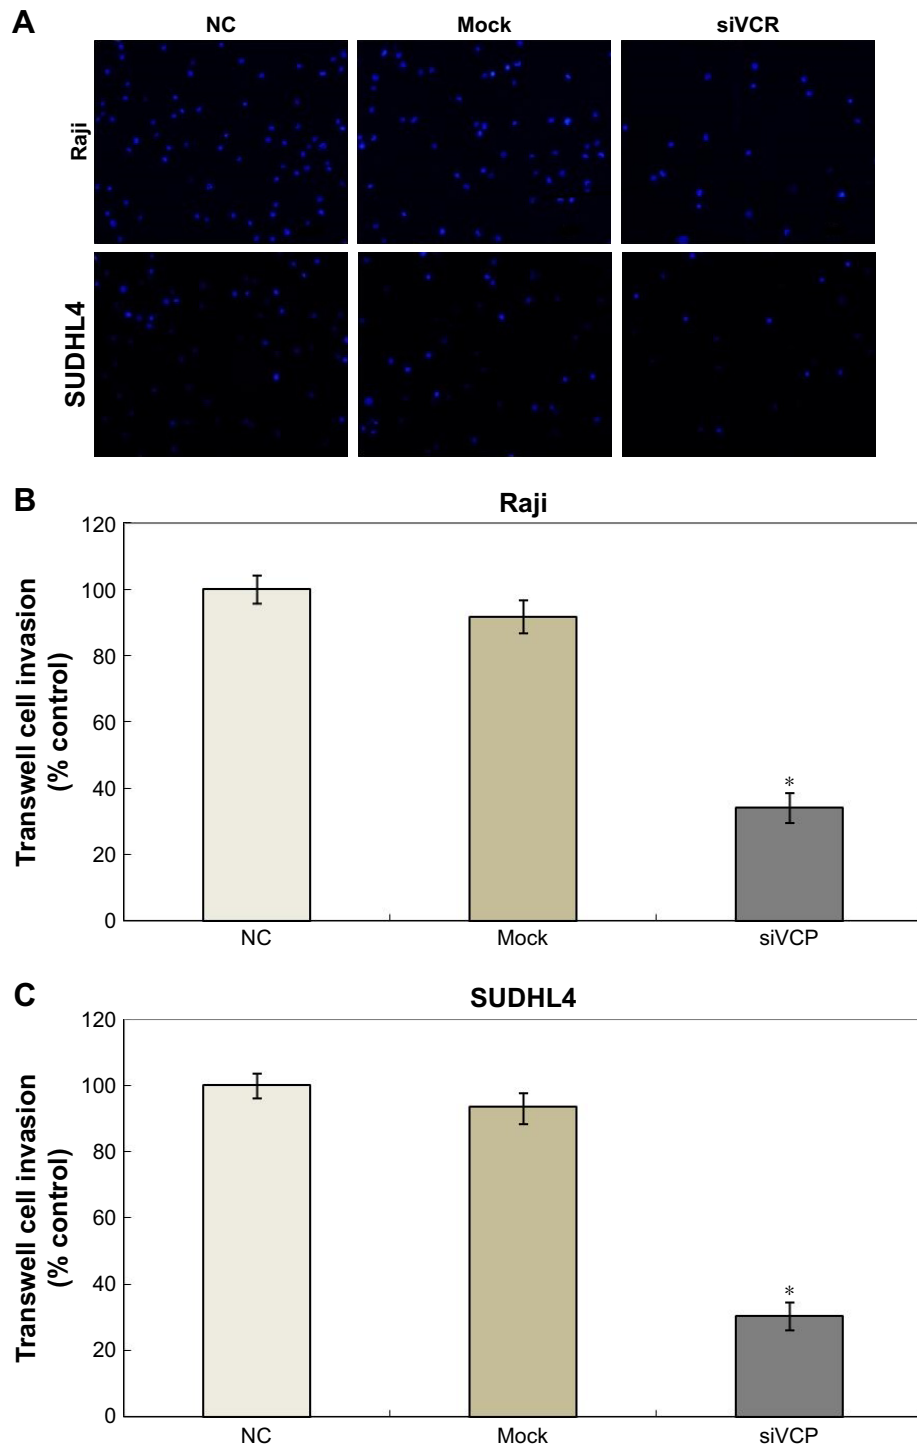 A
NC Mock siVCR
Raji
SUDHL4
B
Raji
Transwell cell invasion
(% control)
120
100
80
60
40
20
0
*
NC Mock siVCP
C
SUDHL4
Transwell cell invasion
(% control)
120
100
80
60
40
20
0
*
NC Mock siVCP